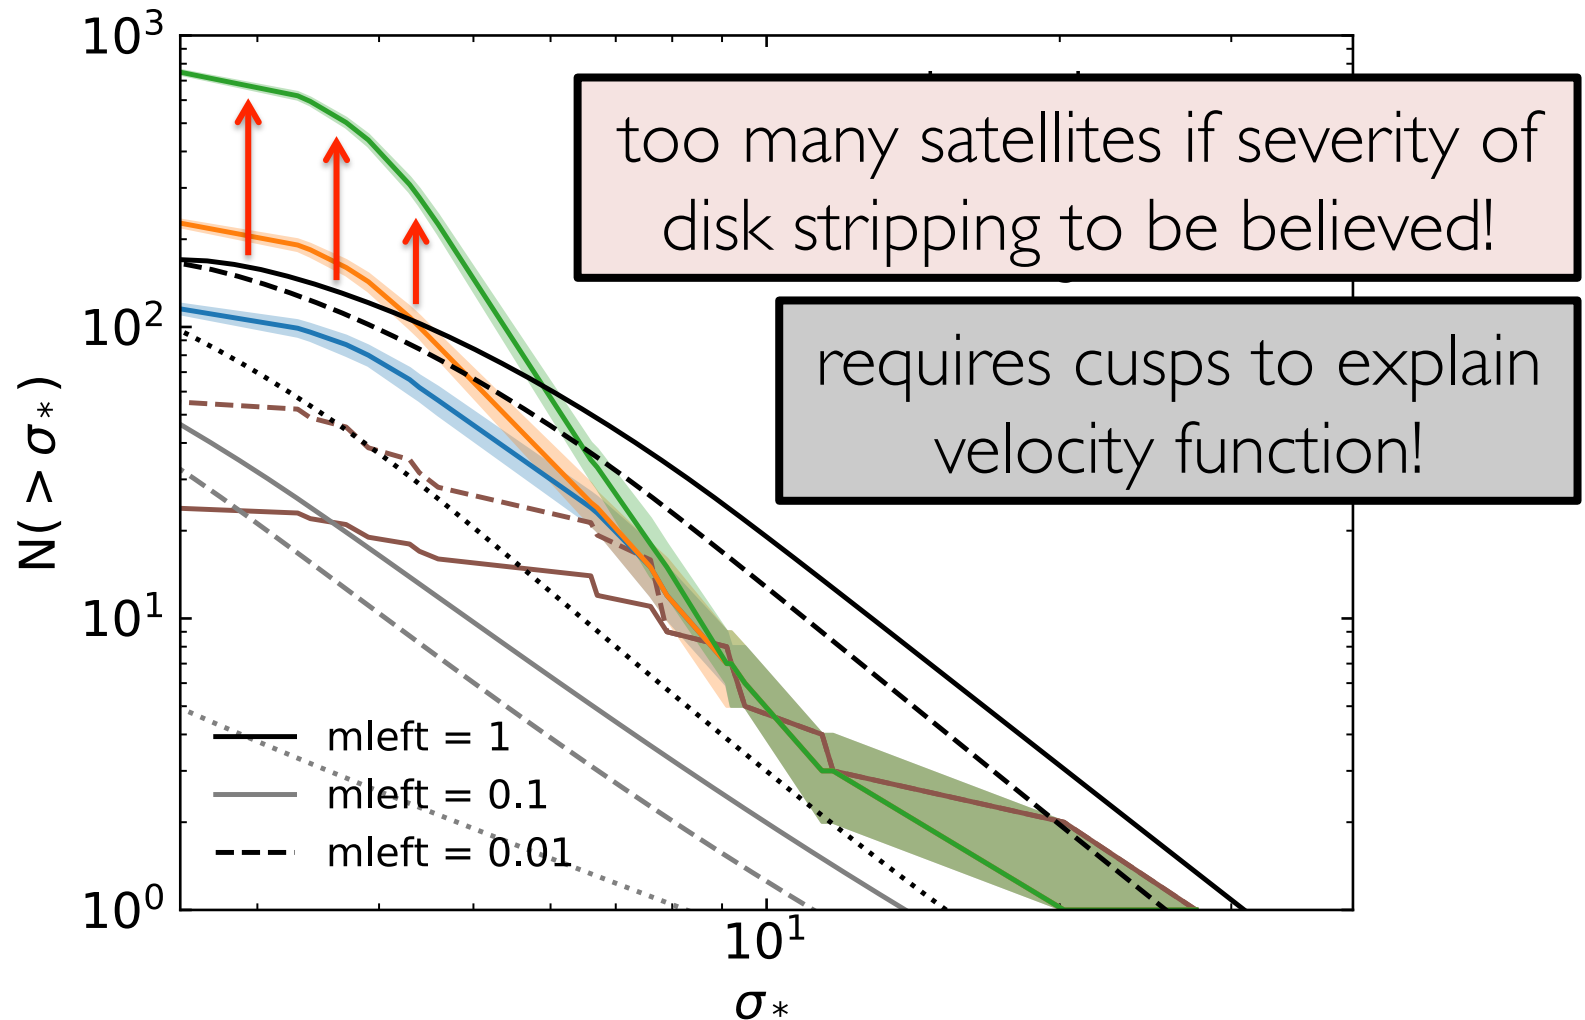 10³
too many satellites if severity of
disk stripping to be believed!
requires cusps to explain
velocity function!
10²
N(> σ*)
10¹
mleft = 1
mleft = 0.1
mleft = 0.01
10⁰
10¹
σ*